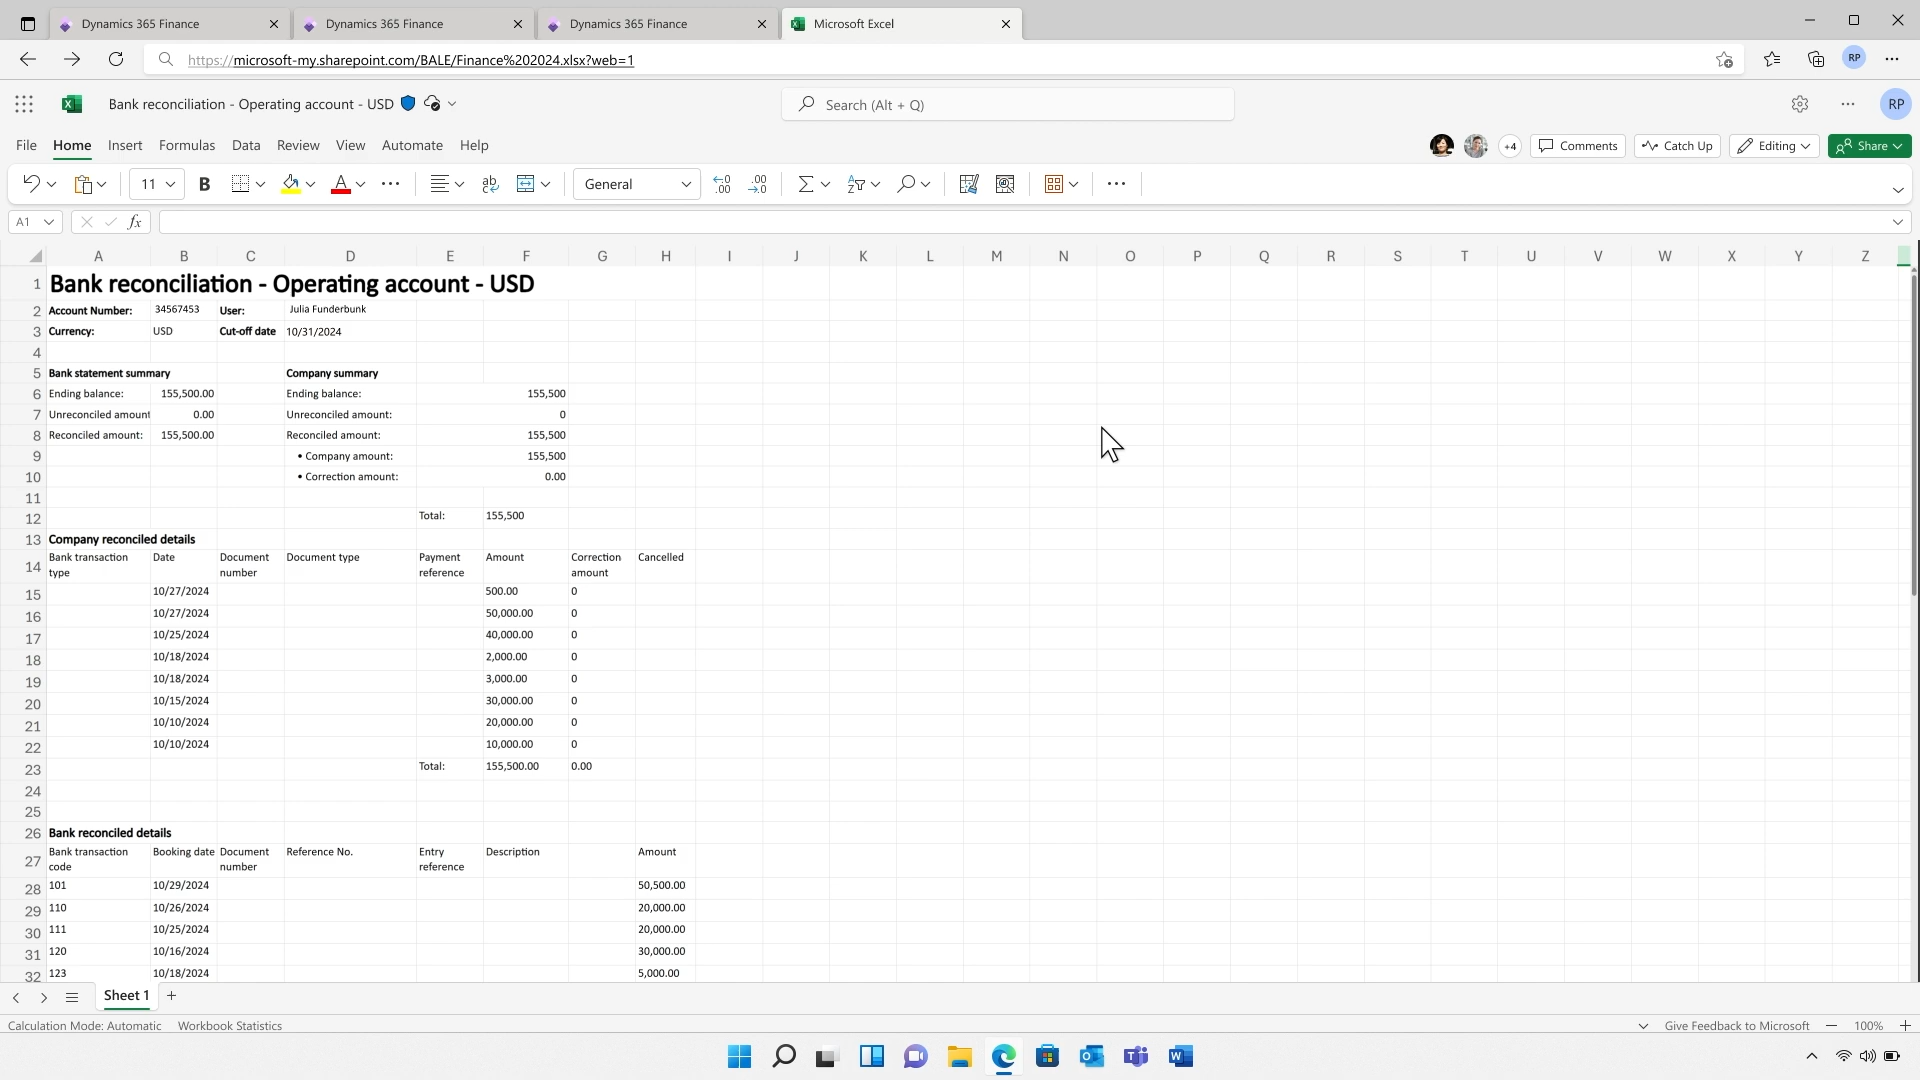 Dynamics 365 Finance
Dynamics 365 Finance
Dynamics 365 Finance
Microsoft Excel
https://microsoft-my.sharepoint.com/BALE/Finance%202024.xlsx?web=1
RP
Bank reconciliation - Operating account - USD
Search (Alt + Q)
RP
File Home Insert Formulas Data Review View Automate Help
+4 Comments Catch Up Editing Share
11 B A ab c General .00 .00
A1 fx
A B C D E F G H I J K L M N O P Q R S T U V W X Y Z
1 Bank reconciliation - Operating account - USD
2 Account Number: 34567453 User: Julia Funderbunk
3 Currency: USD Cut-off date 10/31/2024
4
5 Bank statement summary Company summary
6 Ending balance: 155,500.00 Ending balance: 155,500
7 Unreconciled amount 0.00 Unreconciled amount: 0
8 Reconciled amount: 155,500.00 Reconciled amount: 155,500
9 • Company amount: 155,500
10 • Correction amount: 0.00
11
12 Total: 155,500
13 Company reconciled details
14 Bank transaction type Date Document number Document type Payment reference Amount Correction amount Cancelled
15 10/27/2024 500.00 0
16 10/27/2024 50,000.00 0
17 10/25/2024 40,000.00 0
18 10/18/2024 2,000.00 0
19 10/18/2024 3,000.00 0
20 10/15/2024 30,000.00 0
21 10/10/2024 20,000.00 0
22 10/10/2024 10,000.00 0
23 Total: 155,500.00 0.00
24
25
26 Bank reconciled details
27 Bank transaction code Booking date Document number Reference No. Entry reference Description Amount
28 101 10/29/2024 50,500.00
29 110 10/26/2024 20,000.00
30 111 10/25/2024 20,000.00
31 120 10/16/2024 30,000.00
32 123 10/18/2024 5,000.00
Sheet 1
Calculation Mode: Automatic Workbook Statistics Give Feedback to Microsoft 100%